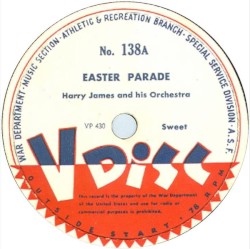 WAR DEPARTMENT · MUSIC SECTION · ATHLETIC & RECREATION BRANCH · SPECIAL SERVICE DIVISION · A.S.F.
No. 138A
EASTER PARADE
Harry James and his Orchestra
VP 430 Sweet
V Disc
This record is the property of the War Department
of the United States and use for radio or
commercial purposes is prohibited.
OUTSIDE START 78 RPM